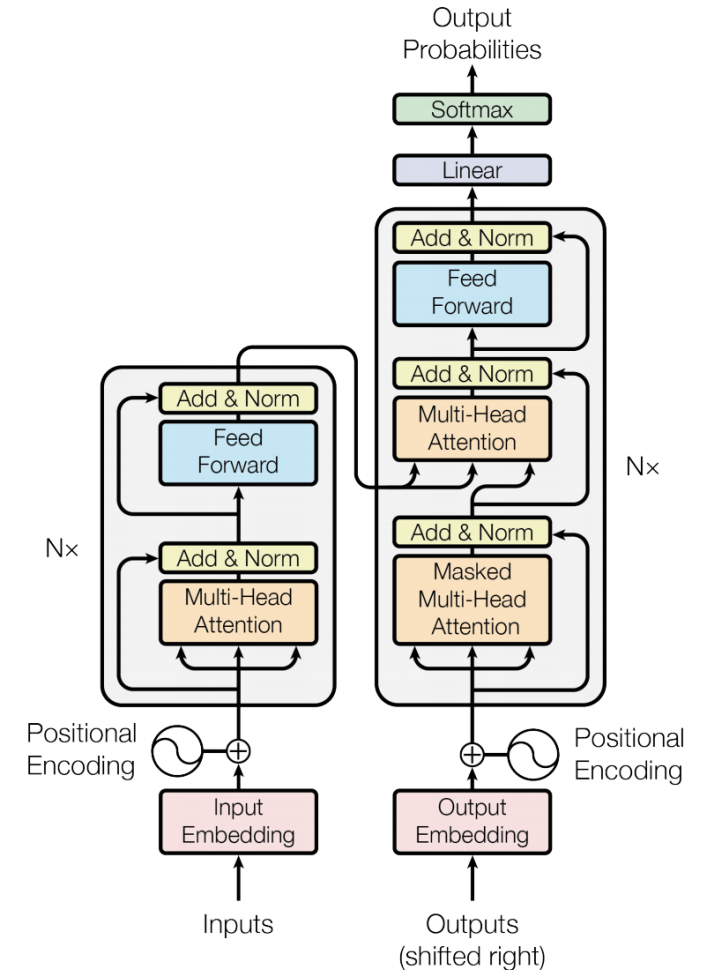 Output
Probabilities
Softmax
Linear
Add & Norm
Feed
Forward
Add & Norm
Multi-Head
Attention
Nx
Add & Norm
Masked
Multi-Head
Attention
Add & Norm
Feed
Forward
Nx
Add & Norm
Multi-Head
Attention
Positional
Encoding
Positional
Encoding
Input
Embedding
Output
Embedding
Inputs
Outputs
(shifted right)